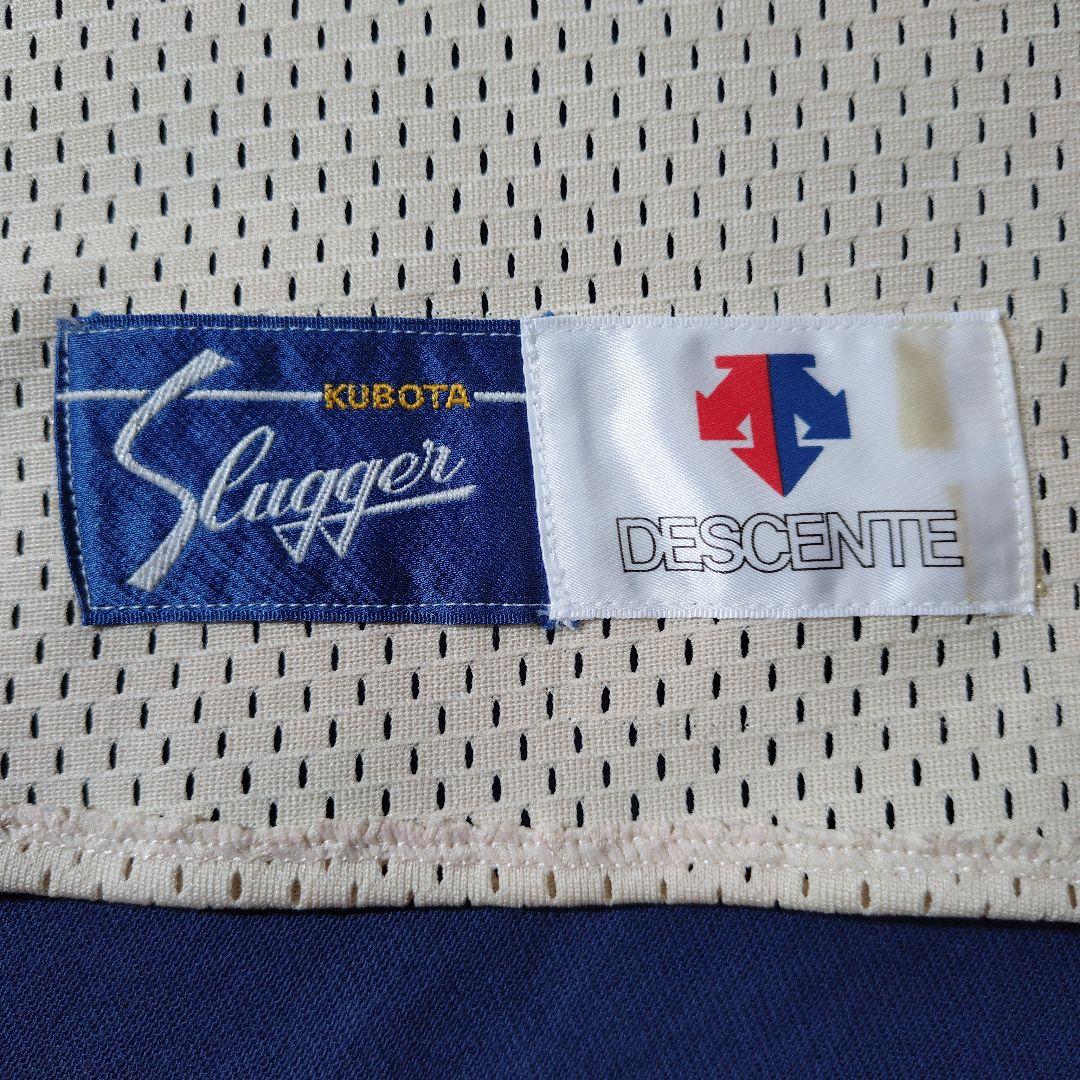 KUBOTA
Slugger
DESCENTE